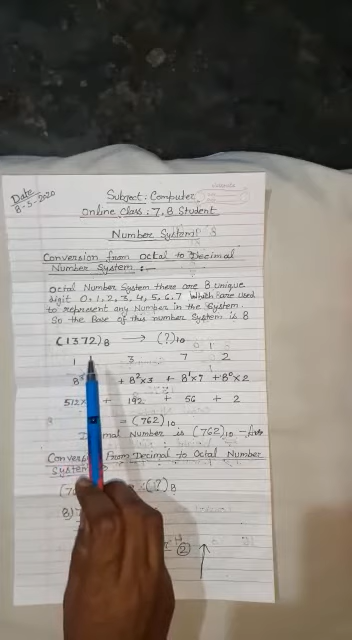 Date
8-5-2020
Subject: Computer
Online Class: 7, 8 Student
Number System 8
Conversion from Octal to Decimal
Number System :-
Octal Number System there are 8 unique
digit 0, 1, 2, 3, 4, 5, 6, 7 Which are used
to represent any Number in the System
So the Base of this number System is 8
(1372)8 → (?)10
1 3 7 2
+ 8²×3 + 8¹×7 + 8⁰×2
512× + 192 + 56 + 2
= (762)10
Number is (762)10
From Decimal to Octal Number
System
(?)8
8)
2